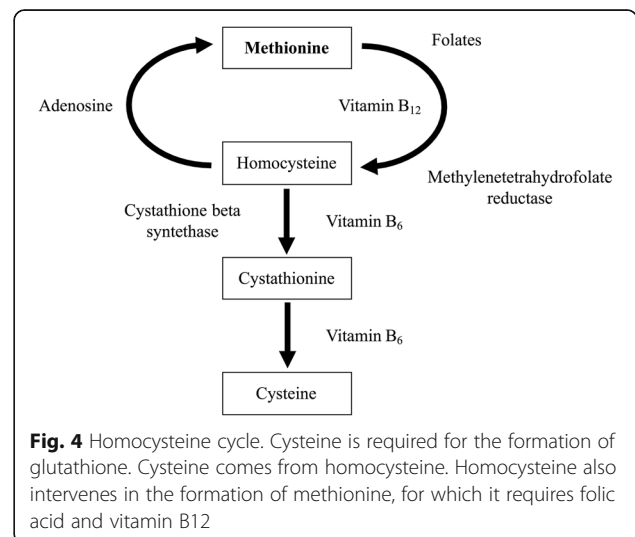 Methionine
Folates
Adenosine
Vitamin B₁₂
Homocysteine
Methylenetetrahydrofolate
reductase
Cystathione beta
syntethase
Vitamin B₆
Cystathionine
Vitamin B₆
Cysteine
Fig. 4 Homocysteine cycle. Cysteine is required for the formation of
glutathione. Cysteine comes from homocysteine. Homocysteine also
intervenes in the formation of methionine, for which it requires folic
acid and vitamin B12